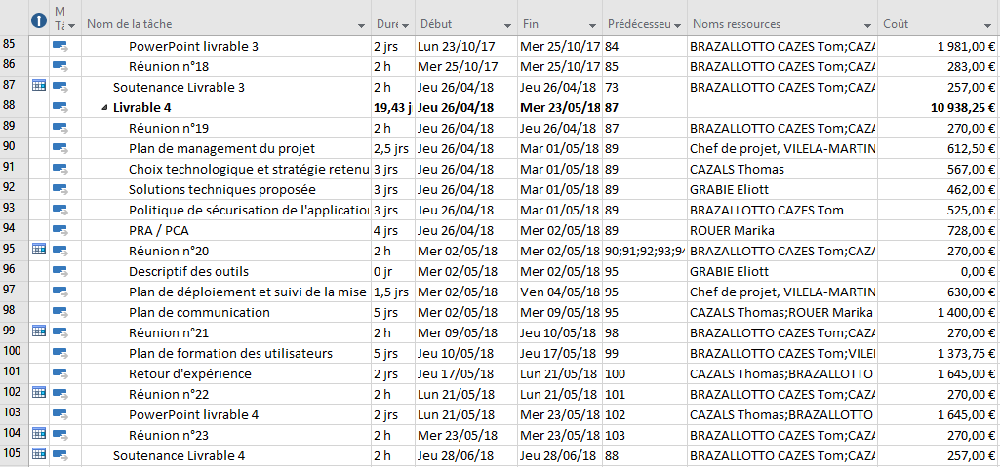 M
Tâ Nom de la tâche Duré Début Fin Prédécesseu Noms ressources Coût
85 PowerPoint livrable 3 2 jrs Lun 23/10/17 Mer 25/10/17 84 BRAZALLOTTO CAZES Tom;CAZA 1 981,00 €
86 Réunion n°18 2 h Mer 25/10/17 Mer 25/10/17 85 BRAZALLOTTO CAZES Tom;CAZA 283,00 €
87 Soutenance Livrable 3 2 h Jeu 26/04/18 Jeu 26/04/18 73 BRAZALLOTTO CAZES Tom;CAZA 257,00 €
88 Livrable 4 19,43 j Jeu 26/04/18 Mer 23/05/18 87 10 938,25 €
89 Réunion n°19 2 h Jeu 26/04/18 Jeu 26/04/18 87 BRAZALLOTTO CAZES Tom;CAZA 270,00 €
90 Plan de management du projet 2,5 jrs Jeu 26/04/18 Mar 01/05/18 89 Chef de projet, VILELA-MARTIN 612,50 €
91 Choix technologique et stratégie retenu 3 jrs Jeu 26/04/18 Mar 01/05/18 89 CAZALS Thomas 567,00 €
92 Solutions techniques proposée 3 jrs Jeu 26/04/18 Mar 01/05/18 89 GRABIE Eliott 462,00 €
93 Politique de sécurisation de l'application 3 jrs Jeu 26/04/18 Mar 01/05/18 89 BRAZALLOTTO CAZES Tom 525,00 €
94 PRA / PCA 4 jrs Jeu 26/04/18 Mer 02/05/18 89 ROUER Marika 728,00 €
95 Réunion n°20 2 h Mer 02/05/18 Mer 02/05/18 90;91;92;93;94 BRAZALLOTTO CAZES Tom;CAZA 270,00 €
96 Descriptif des outils 0 jr Mer 02/05/18 Mer 02/05/18 95 GRABIE Eliott 0,00 €
97 Plan de déploiement et suivi de la mise 1,5 jrs Mer 02/05/18 Ven 04/05/18 95 Chef de projet, VILELA-MARTIN 630,00 €
98 Plan de communication 5 jrs Mer 02/05/18 Mer 09/05/18 95 CAZALS Thomas;ROUER Marika 1 400,00 €
99 Réunion n°21 2 h Mer 09/05/18 Jeu 10/05/18 98 BRAZALLOTTO CAZES Tom;CAZA 270,00 €
100 Plan de formation des utilisateurs 5 jrs Jeu 10/05/18 Jeu 17/05/18 99 BRAZALLOTTO CAZES Tom;VILEI 1 373,75 €
101 Retour d'expérience 2 jrs Jeu 17/05/18 Lun 21/05/18 100 CAZALS Thomas;BRAZALLOTTO 1 645,00 €
102 Réunion n°22 2 h Lun 21/05/18 Lun 21/05/18 101 BRAZALLOTTO CAZES Tom;CAZA 270,00 €
103 PowerPoint livrable 4 2 jrs Lun 21/05/18 Mer 23/05/18 102 CAZALS Thomas;BRAZALLOTTO 1 645,00 €
104 Réunion n°23 2 h Mer 23/05/18 Mer 23/05/18 103 BRAZALLOTTO CAZES Tom;CAZA 270,00 €
105 Soutenance Livrable 4 2 h Jeu 28/06/18 Jeu 28/06/18 88 BRAZALLOTTO CAZES Tom;CAZA 257,00 €